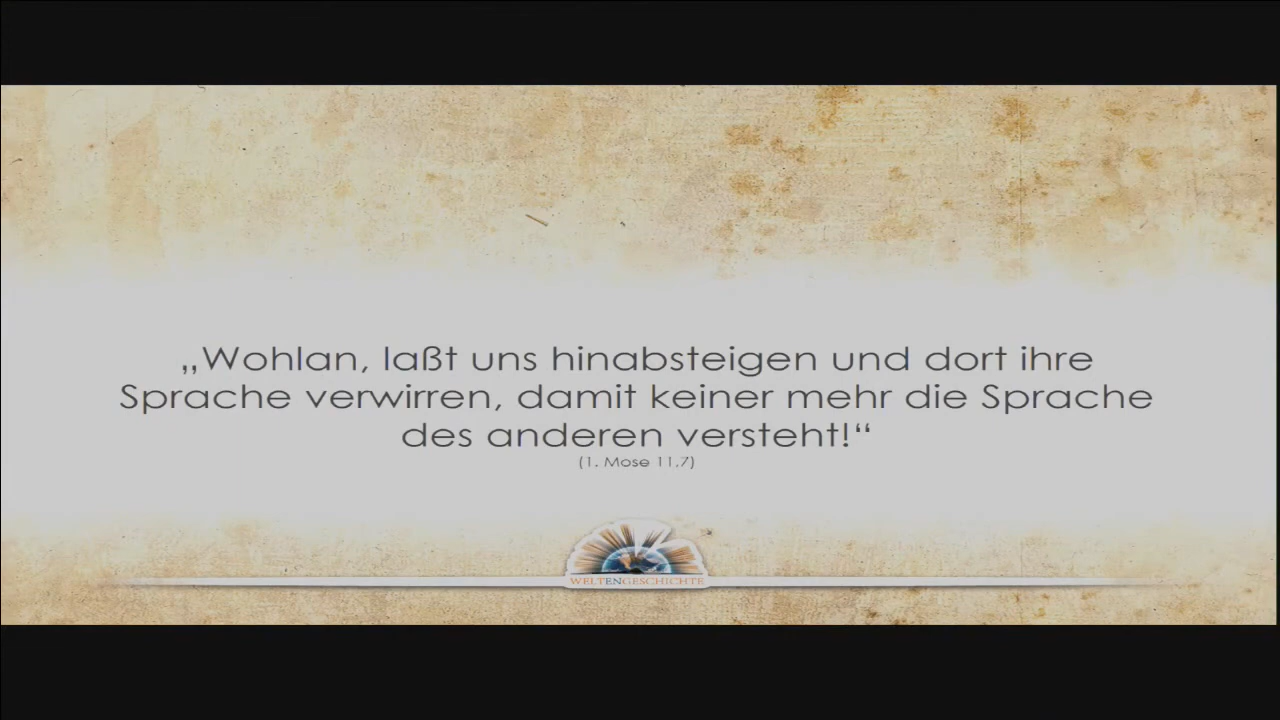 „Wohlan, laßt uns hinabsteigen und dort ihre
Sprache verwirren, damit keiner mehr die Sprache
des anderen versteht!“
(1. Mose 11.7)
WELTENGESCHICHTE